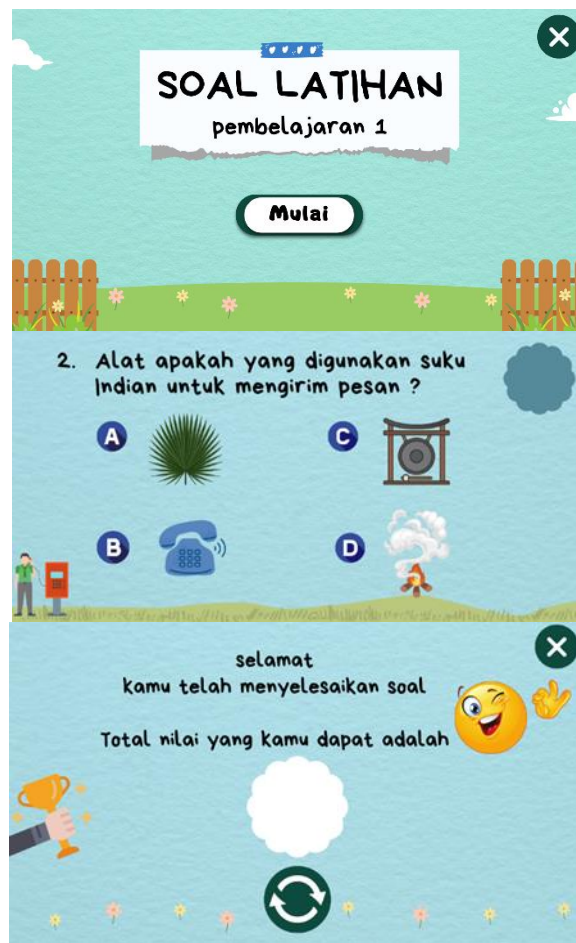 SOAL LATIHAN
pembelajaran 1
Mulai
2. Alat apakah yang digunakan suku
Indian untuk mengirim pesan ?
A
C
B
D
selamat
kamu telah menyelesaikan soal
Total nilai yang kamu dapat adalah